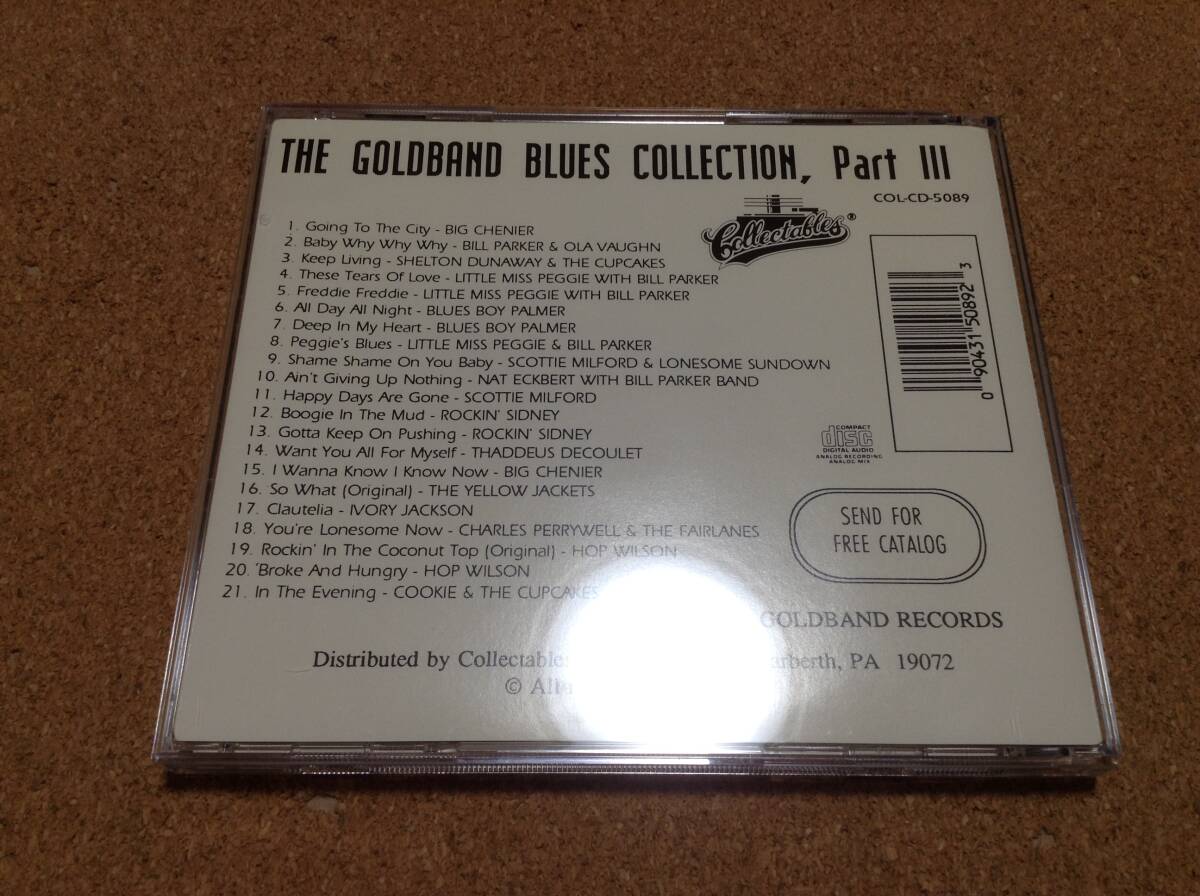 THE GOLDBAND BLUES COLLECTION, Part III
COL-CD-5089
Collectables®
1. Going To The City - BIG CHENIER
2. Baby Why Why Why - BILL PARKER & OLA VAUGHN
3. Keep Living - SHELTON DUNAWAY & THE CUPCAKES
4. These Tears Of Love - LITTLE MISS PEGGIE WITH BILL PARKER
5. Freddie Freddie - LITTLE MISS PEGGIE WITH BILL PARKER
6. All Day All Night - BLUES BOY PALMER
7. Deep In My Heart - BLUES BOY PALMER
8. Peggie's Blues - LITTLE MISS PEGGIE & BILL PARKER
9. Shame Shame On You Baby - SCOTTIE MILFORD & LONESOME SUNDOWN
10. Ain't Giving Up Nothing - NAT ECKBERT WITH BILL PARKER BAND
11. Happy Days Are Gone - SCOTTIE MILFORD
12. Boogie In The Mud - ROCKIN' SIDNEY
13. Gotta Keep On Pushing - ROCKIN' SIDNEY
14. Want You All For Myself - THADDEUS DECOULET
15. I Wanna Know I Know Now - BIG CHENIER
16. So What (Original) - THE YELLOW JACKETS
17. Clautelia - IVORY JACKSON
18. You're Lonesome Now - CHARLES PERRYWELL & THE FAIRLANES
19. Rockin' In The Coconut Top (Original) - HOP WILSON
20. 'Broke And Hungry - HOP WILSON
21. In The Evening - COOKIE & THE CUPCAKES
0 90431 50892 3
COMPACT
disc
DIGITAL AUDIO
ANALOG RECORDING
ANALOG MIX
SEND FOR
FREE CATALOG
GOLDBAND RECORDS
Distributed by PA 19072
©